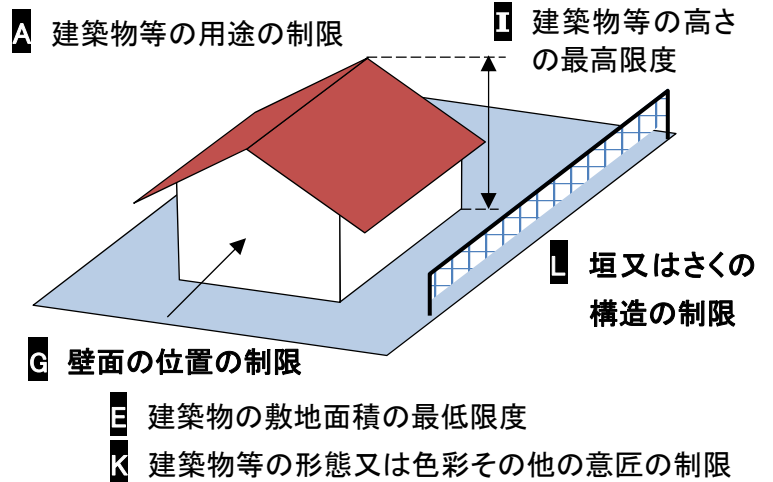 A 建築物等の用途の制限
I 建築物等の高さ
の最高限度
L 垣又はさくの
構造の制限
G 壁面の位置の制限
E 建築物の敷地面積の最低限度
K 建築物等の形態又は色彩その他の意匠の制限